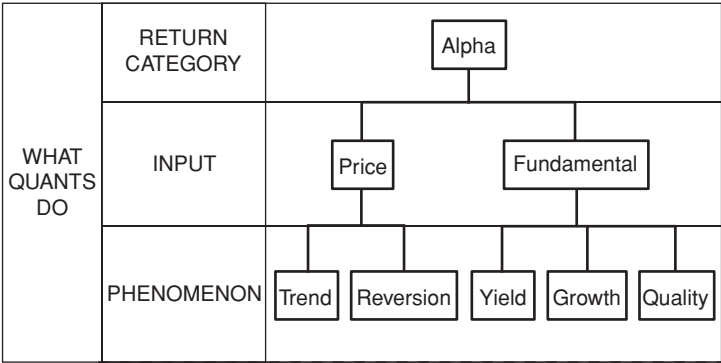 WHAT
QUANTS
DO
RETURN
CATEGORY
Alpha
INPUT
Price
Fundamental
PHENOMENON
Trend
Reversion
Yield
Growth
Quality